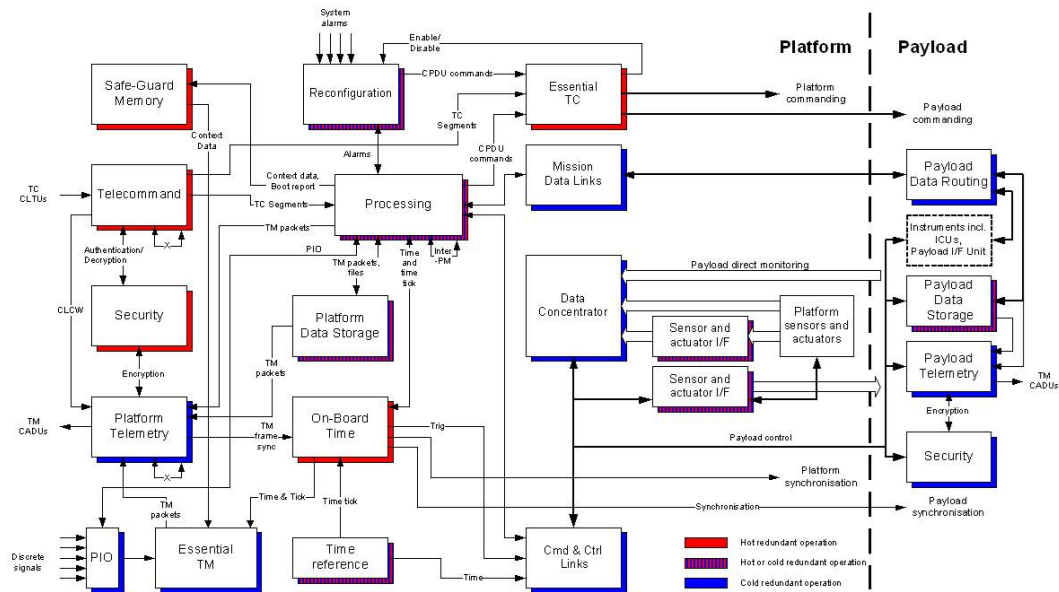 System
alarms
Enable/
Disable
Platform
Payload
Safe-Guard
Memory
Reconfiguration
CPDU commands
Essential
TC
Platform
commanding
Payload
commanding
TC
Segments
Context
Data
Alarms
CPDU
commands
Mission
Data Links
Payload
Data Routing
TC
CLTUs
Telecommand
Context data,
Boot report
Processing
TC Segments
TM packets
X
Instruments incl.
ICUs,
Payload I/F Unit
Authentication/
Decryption
PIO
TM packets,
files
Time
and
time
tick
Inter
-PM
Payload direct monitoring
CLCW
Security
Platform
Data Storage
Data
Concentrator
Sensor and
actuator I/F
Platform
sensors and
actuators
Payload
Data
Storage
Encryption
TM
packets
Sensor and
actuator I/F
Payload
Telemetry
TM
CADUs
TM
CADUs
Platform
Telemetry
TM
frame
sync
On-Board
Time
Trig
Encryption
Payload control
Security
X
Platform
synchronisation
TM
packets
Time & Tick
Time
tick
Synchronisation
Payload
synchronisation
Discrete
signals
PIO
Essential
TM
Time
reference
Time
Cmd & Ctrl
Links
Hot redundant operation
Hot or cold redundant operation
Cold redundant operation